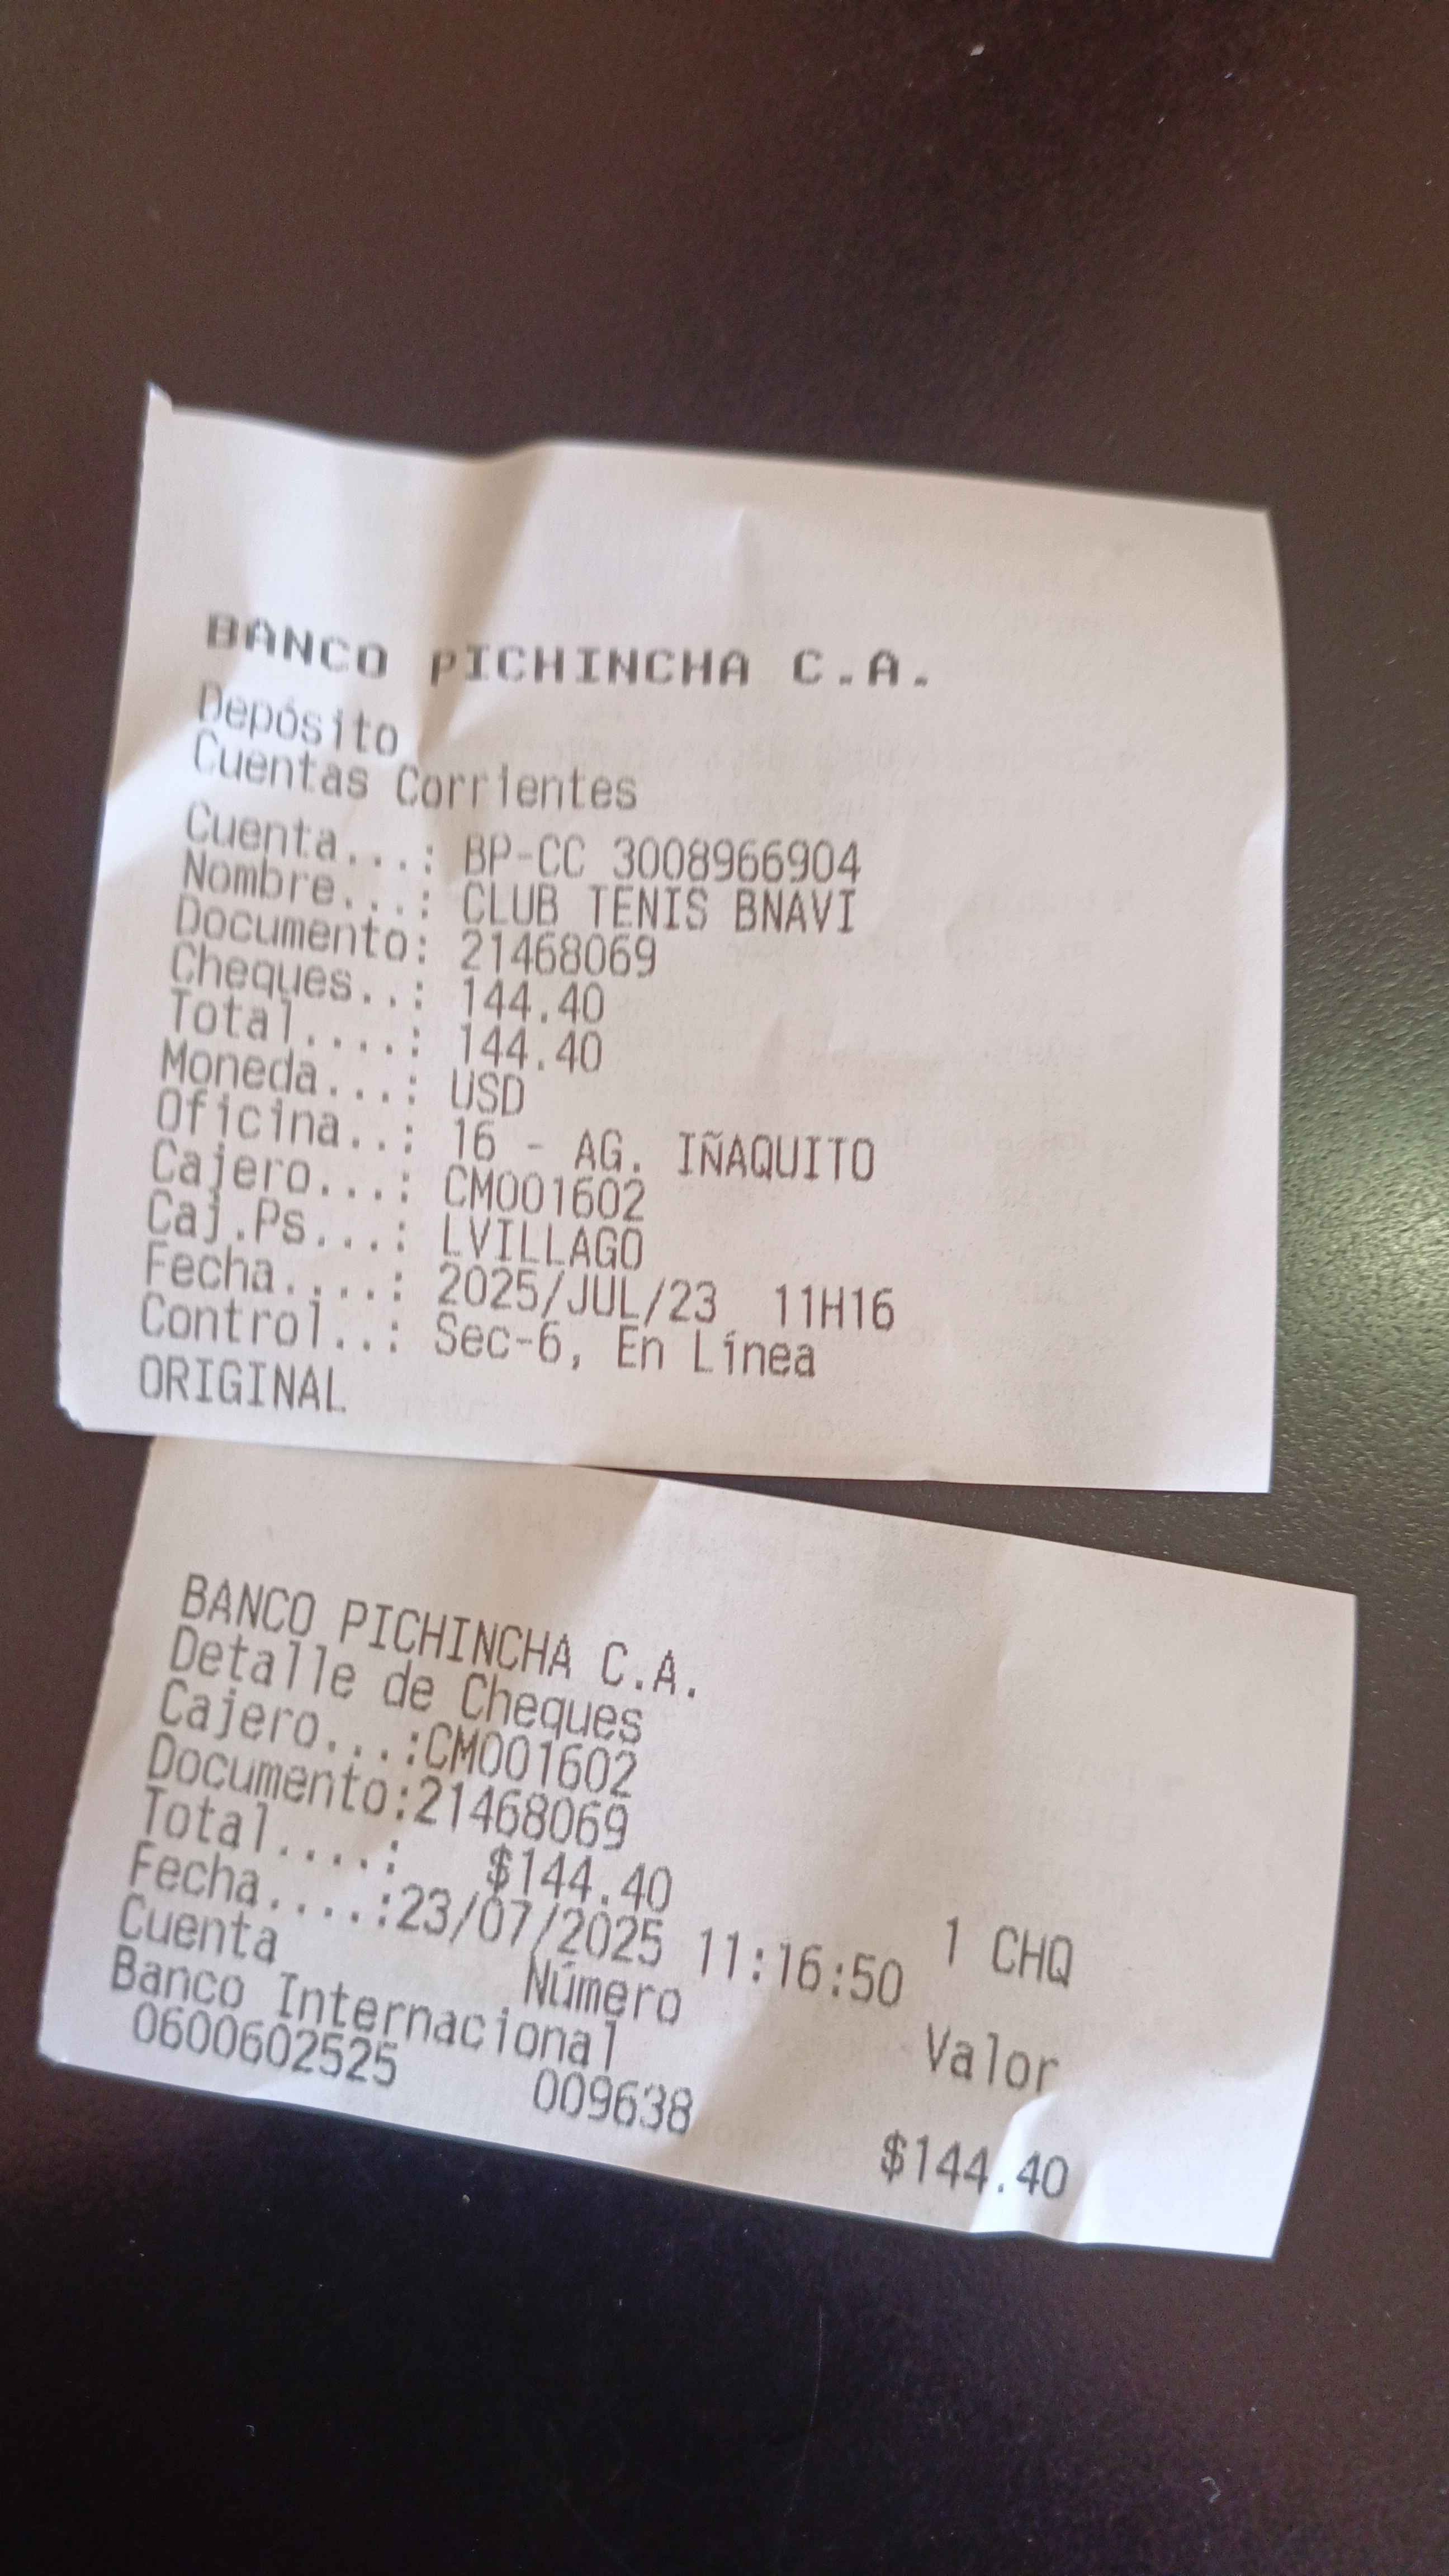 BANCO pICHINCHA C.A.
Depósito
Cuentas Corrientes
Cuenta...: BP-CC 3008966904
Nombre...: CLUB TENIS BNAVI
Documento: 21468069
Cheques..: 144.40
Total....: 144.40
Moneda...: USD
Oficina..: 16 - AG. IÑAQUITO
Cajero...: CM001602
Caj.Ps...: LVILLAGO
Fecha....: 2025/JUL/23 11H16
Control..: Sec-6, En Línea
ORIGINAL
BANCO PICHINCHA C.A.
Detalle de Cheques
Cajero...:CM001602
Documento:21468069
Total....: $144.40 1 CHQ
Fecha....:23/07/2025 11:16:50
Cuenta Número Valor
Banco Internacional
0600602525 009638 $144.40